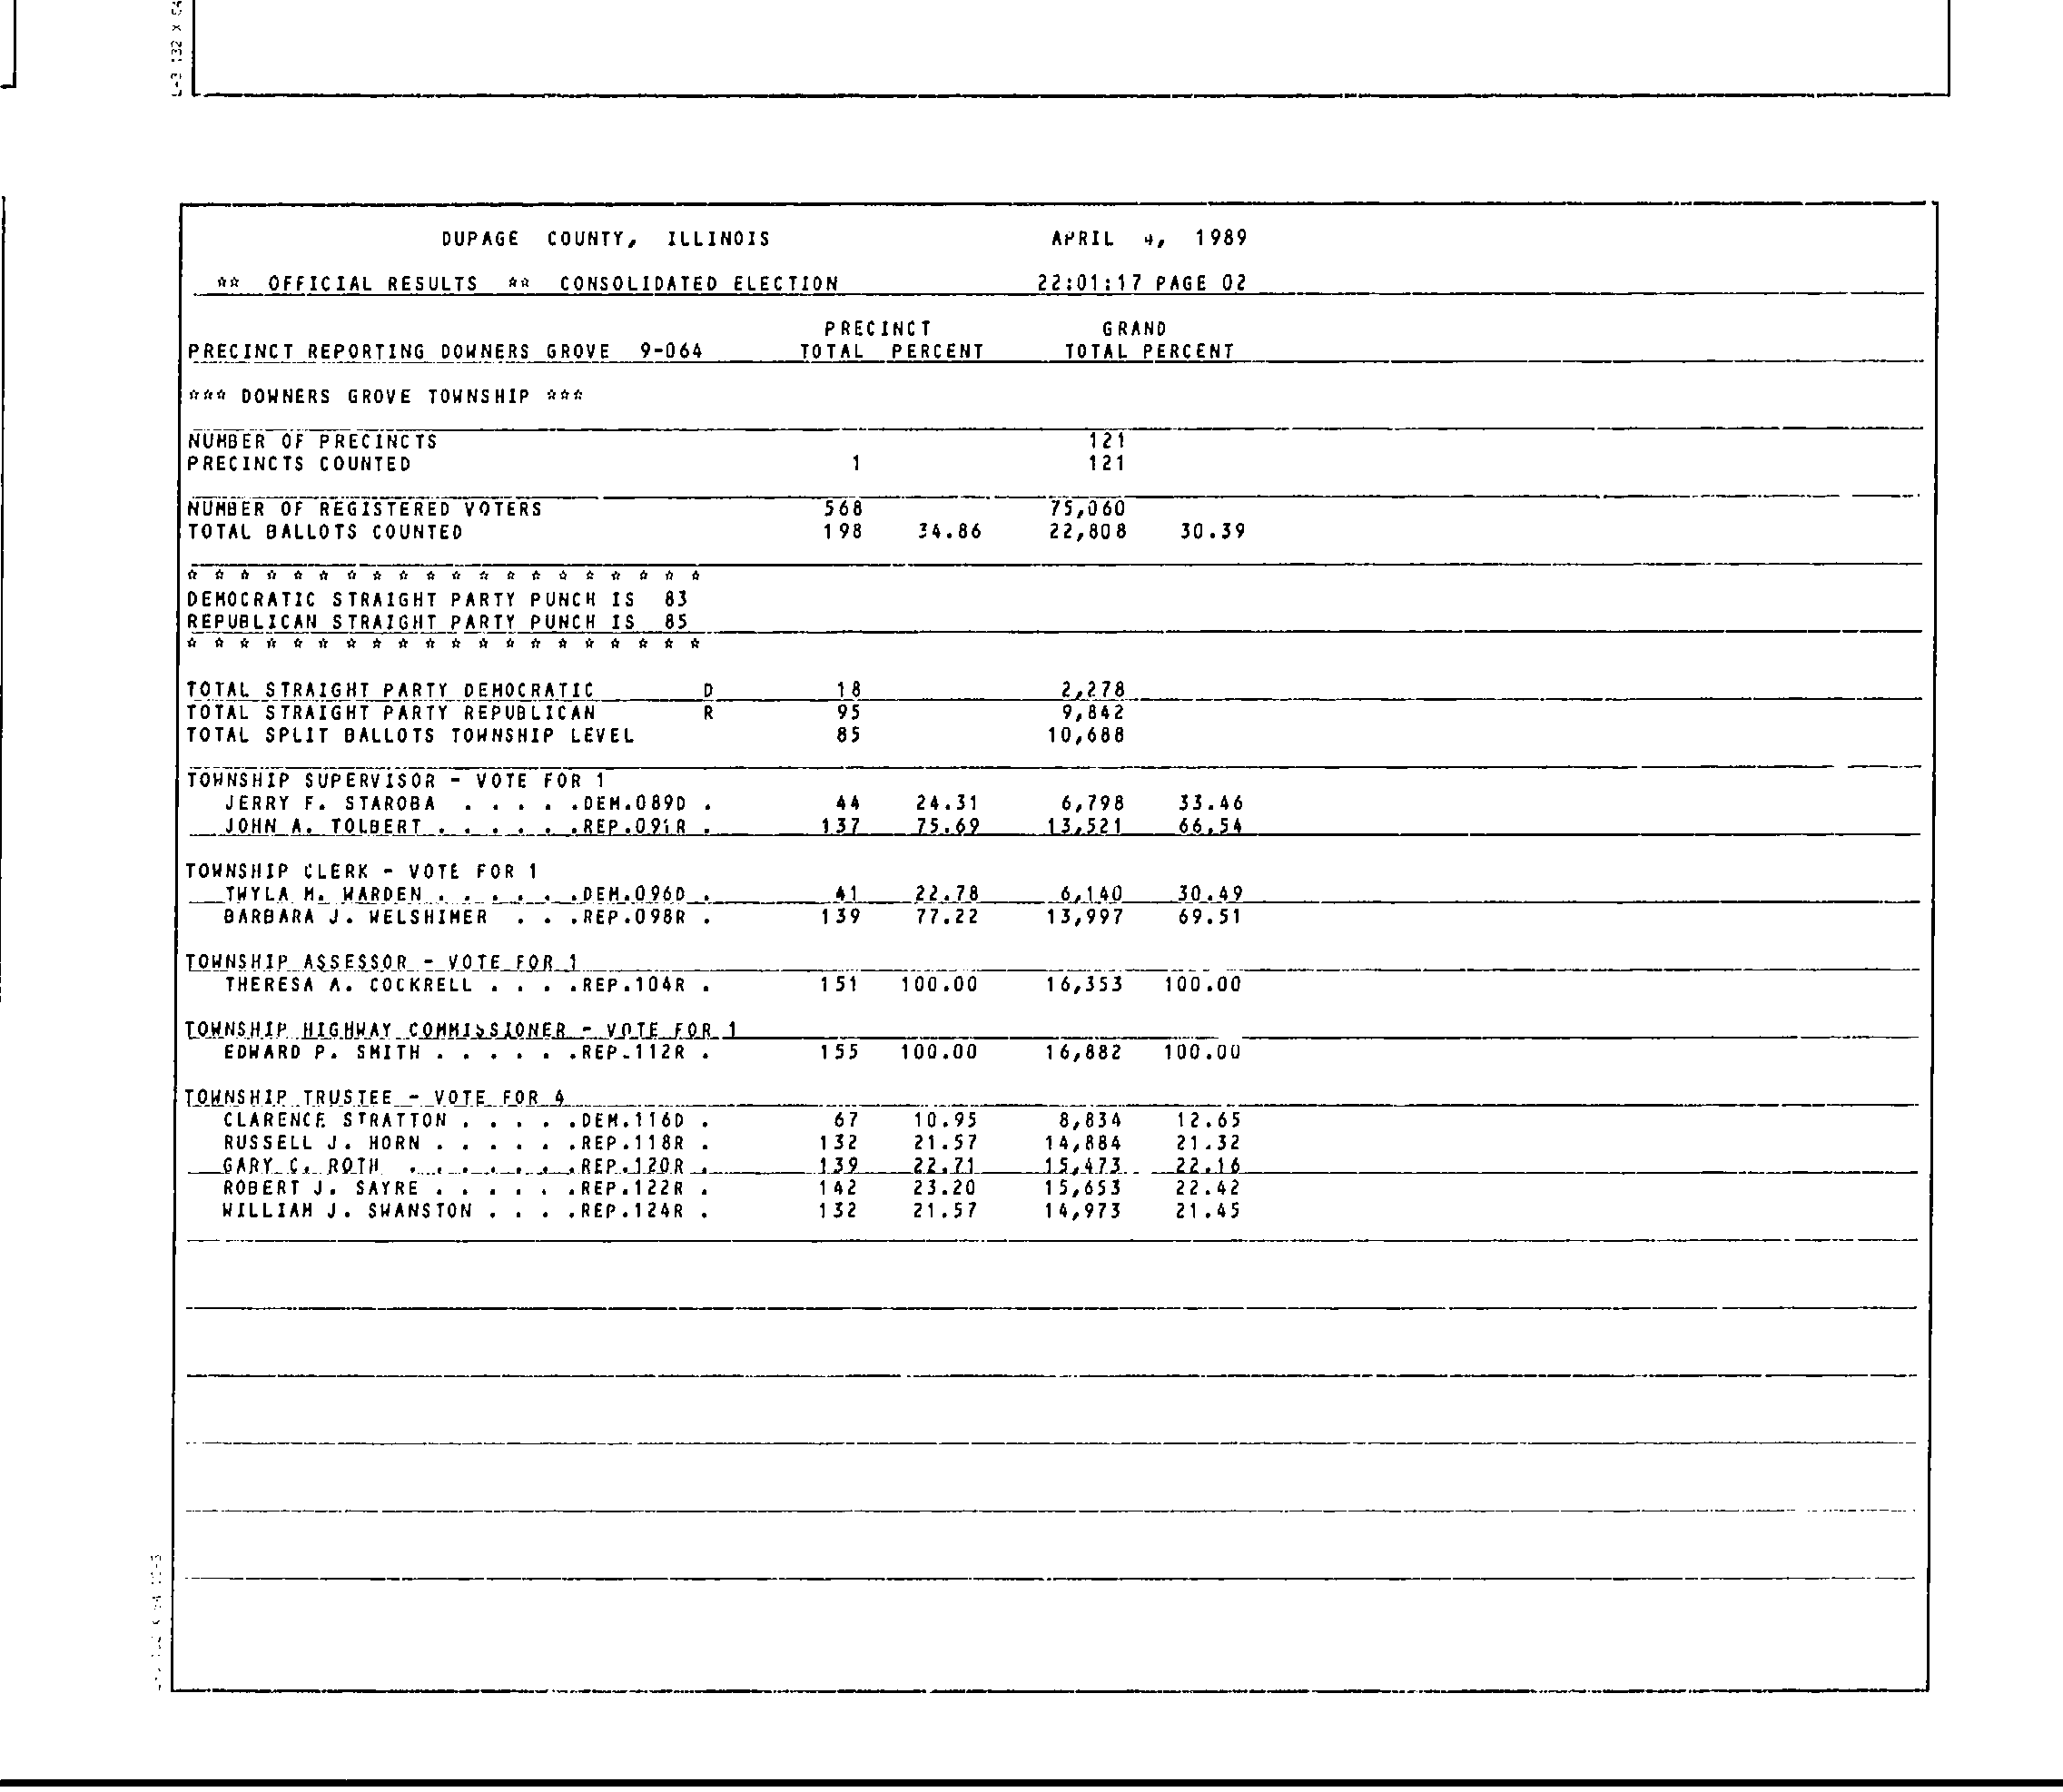 DUPAGE COUNTY, ILLINOIS APRIL 4, 1989
** OFFICIAL RESULTS ** CONSOLIDATED ELECTION 22:01:17 PAGE 02
PRECINCT GRAND
PRECINCT REPORTING DOWNERS GROVE 9-064 TOTAL PERCENT TOTAL PERCENT
*** DOWNERS GROVE TOWNSHIP ***
NUMBER OF PRECINCTS 121
PRECINCTS COUNTED 1 121
NUMBER OF REGISTERED VOTERS 568 75,060
TOTAL BALLOTS COUNTED 198 34.86 22,808 30.39
* * * * * * * * * * * * * * * * * * * *
DEMOCRATIC STRAIGHT PARTY PUNCH IS 83
REPUBLICAN STRAIGHT PARTY PUNCH IS 85
* * * * * * * * * * * * * * * * * * * *
TOTAL STRAIGHT PARTY DEMOCRATIC D 18 2,278
TOTAL STRAIGHT PARTY REPUBLICAN R 95 9,842
TOTAL SPLIT BALLOTS TOWNSHIP LEVEL 85 10,688
TOWNSHIP SUPERVISOR - VOTE FOR 1
JERRY F. STAROBA . . . . .DEM.089D . 44 24.31 6,798 33.46
JOHN A. TOLBERT . . . . . .REP.091R . 137 75.69 13,521 66.54
TOWNSHIP CLERK - VOTE FOR 1
TWYLA M. WARDEN . . . . . .DEM.096D . 41 22.78 6,140 30.49
BARBARA J. WELSHIMER . . .REP.098R . 139 77.22 13,997 69.51
TOWNSHIP ASSESSOR - VOTE FOR 1
THERESA A. COCKRELL . . . .REP.104R . 151 100.00 16,353 100.00
TOWNSHIP HIGHWAY COMMISSIONER - VOTE FOR 1
EDWARD P. SMITH . . . . . .REP.112R . 155 100.00 16,882 100.00
TOWNSHIP TRUSTEE - VOTE FOR 4
CLARENCE STRATTON . . . . .DEM.116D . 67 10.95 8,834 12.65
RUSSELL J. HORN . . . . . .REP.118R . 132 21.57 14,884 21.32
GARY C. ROTH . . . . . . .REP.120R . 139 22.71 15,473 22.16
ROBERT J. SAYRE . . . . . .REP.122R . 142 23.20 15,653 22.42
WILLIAM J. SWANSTON . . . .REP.124R . 132 21.57 14,973 21.45